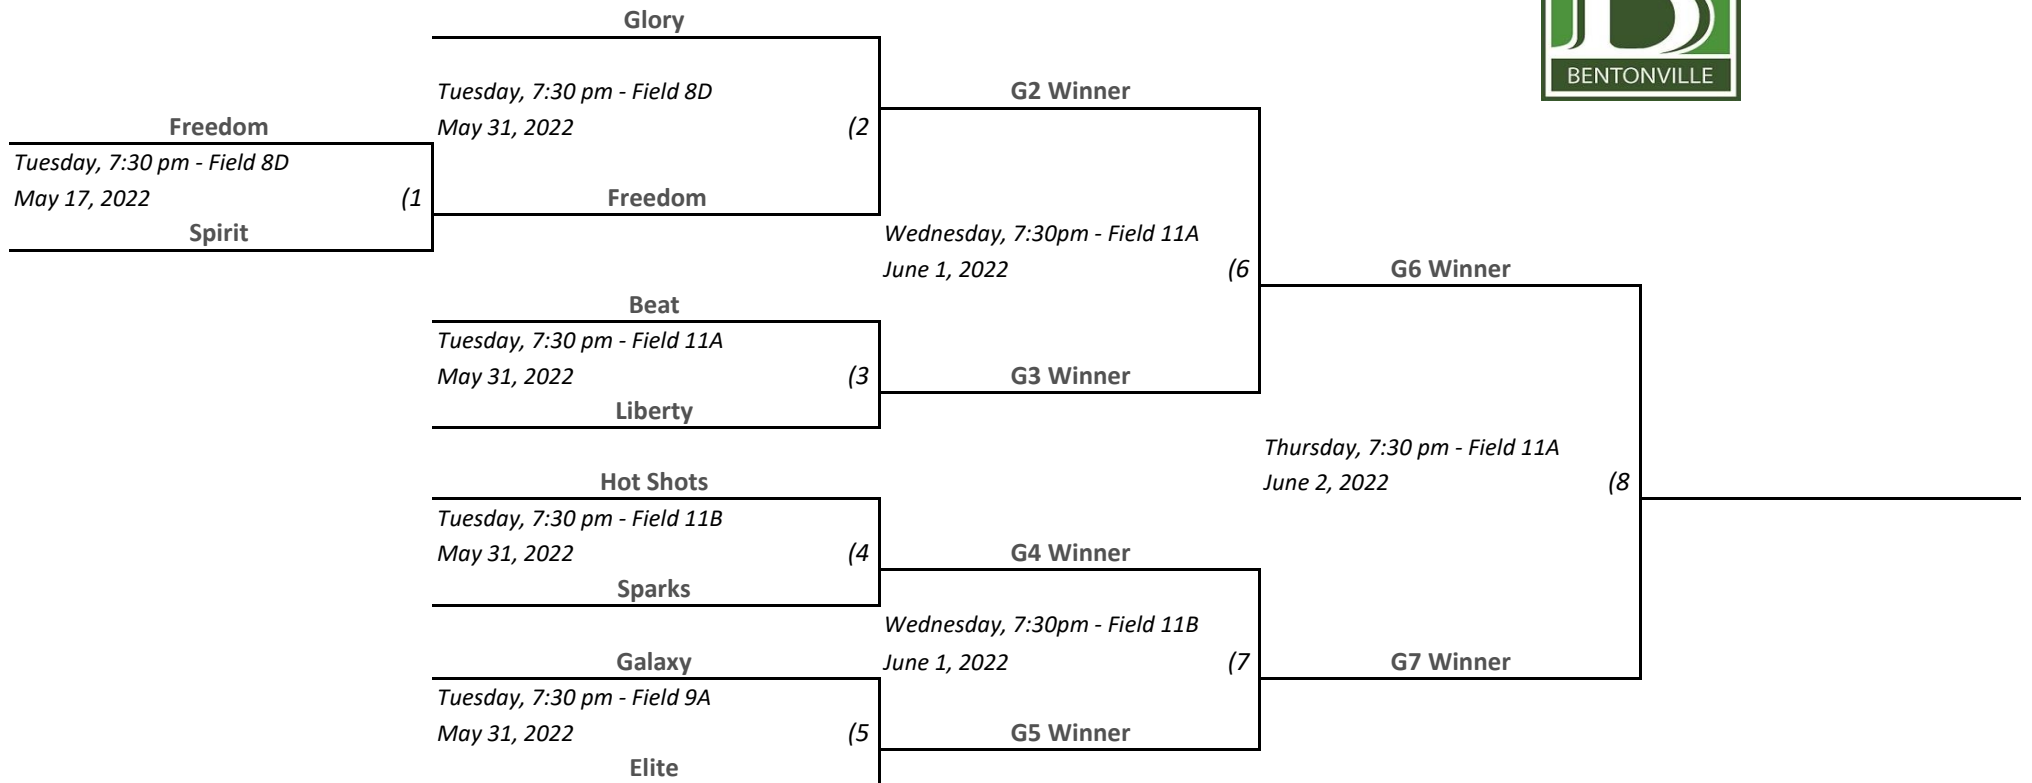 Glory
BENTONVILLE
Tuesday, 7:30 pm - Field 8D
May 31, 2022 (2
G2 Winner
Freedom
Tuesday, 7:30 pm - Field 8D
May 17, 2022 (1
Spirit
Freedom
Wednesday, 7:30pm - Field 11A
June 1, 2022 (6
G6 Winner
Beat
Tuesday, 7:30 pm - Field 11A
May 31, 2022 (3
G3 Winner
Liberty
Thursday, 7:30 pm - Field 11A
June 2, 2022 (8
Hot Shots
Tuesday, 7:30 pm - Field 11B
May 31, 2022 (4
G4 Winner
Sparks
Wednesday, 7:30pm - Field 11B
June 1, 2022 (7
G7 Winner
Galaxy
Tuesday, 7:30 pm - Field 9A
May 31, 2022 (5
G5 Winner
Elite